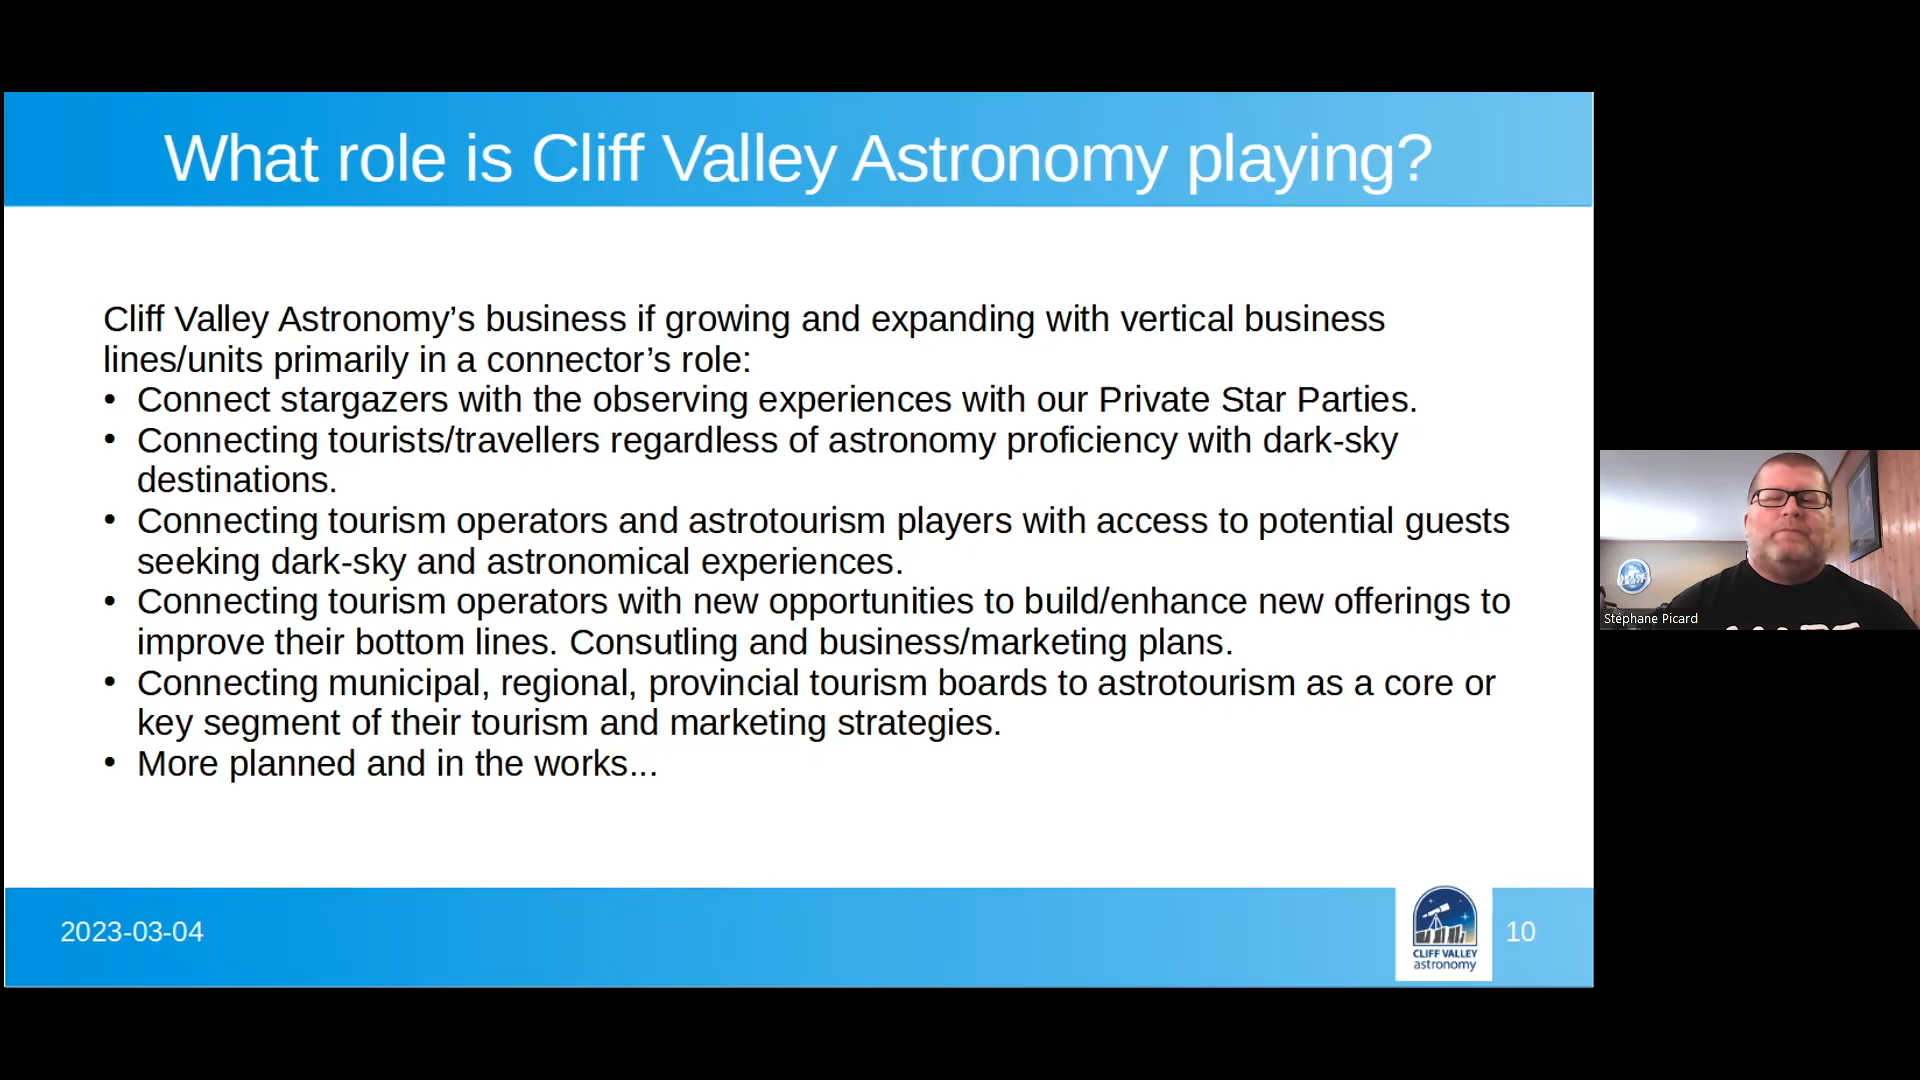 What role is Cliff Valley Astronomy playing?
Cliff Valley Astronomy’s business if growing and expanding with vertical business
lines/units primarily in a connector’s role:
• Connect stargazers with the observing experiences with our Private Star Parties.
• Connecting tourists/travellers regardless of astronomy proficiency with dark-sky
destinations.
• Connecting tourism operators and astrotourism players with access to potential guests
seeking dark-sky and astronomical experiences.
• Connecting tourism operators with new opportunities to build/enhance new offerings to
improve their bottom lines. Consutling and business/marketing plans.
• Connecting municipal, regional, provincial tourism boards to astrotourism as a core or
key segment of their tourism and marketing strategies.
• More planned and in the works...
2023-03-04
CLIFF VALLEY
astronomy
10
Stéphane Picard